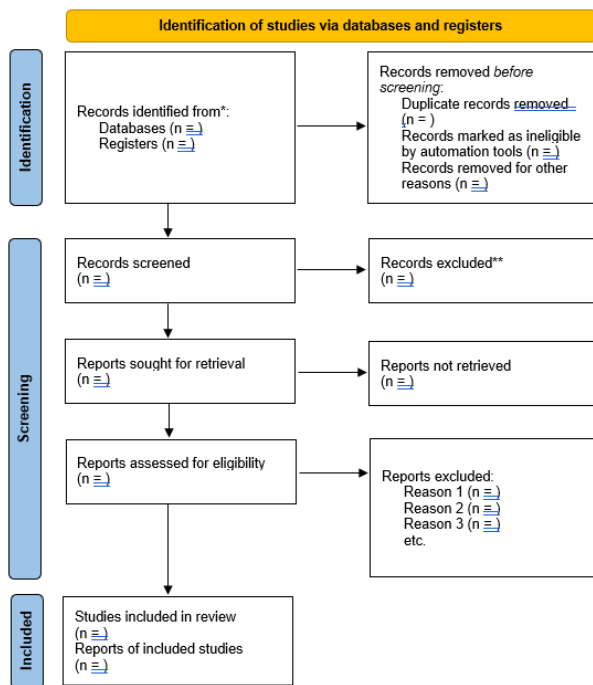 Identification of studies via databases and registers
Identification
Records identified from*:
Databases (n = )
Registers (n = )
Records removed before
screening:
Duplicate records removed
(n = )
Records marked as ineligible
by automation tools (n = )
Records removed for other
reasons (n = )
Screening
Records screened
(n = )
Records excluded**
(n = )
Reports sought for retrieval
(n = )
Reports not retrieved
(n = )
Reports assessed for eligibility
(n = )
Reports excluded:
Reason 1 (n = )
Reason 2 (n = )
Reason 3 (n = )
etc.
Included
Studies included in review
(n = )
Reports of included studies
(n = )